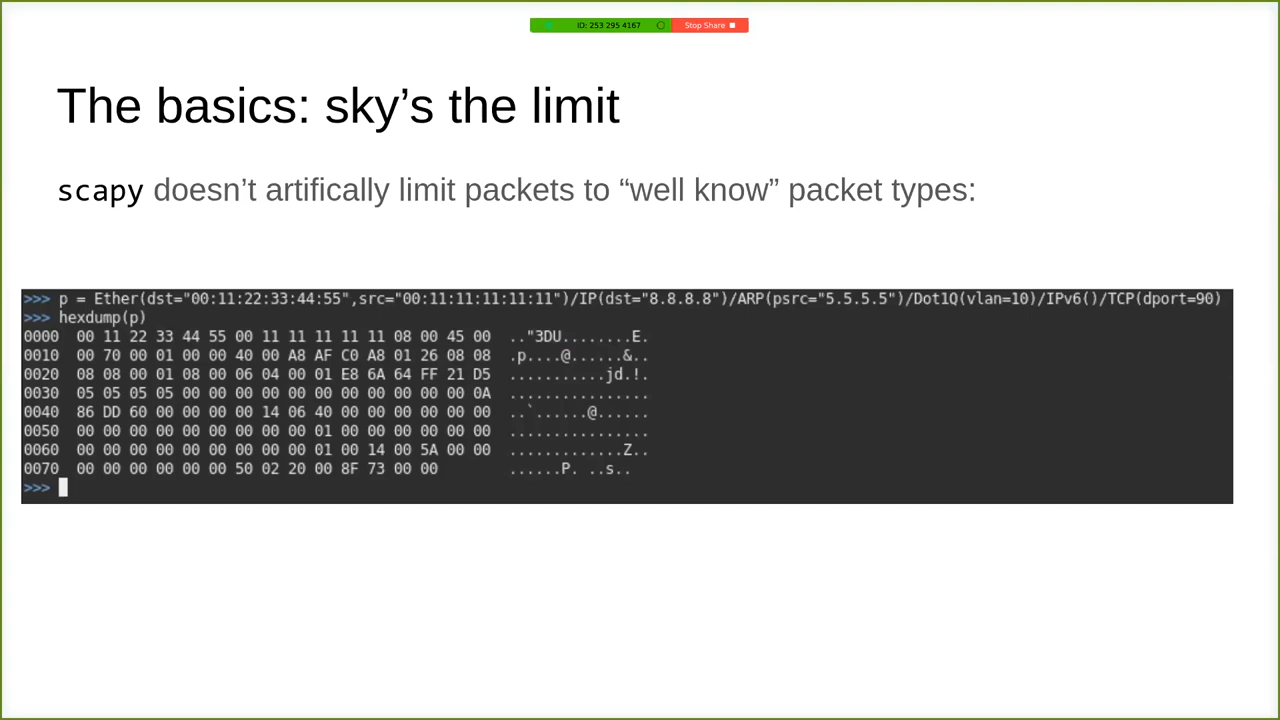 ID: 253 295 4167 Stop Share
The basics: sky’s the limit
scapy doesn’t artifically limit packets to “well know” packet types:
>>> p = Ether(dst="00:11:22:33:44:55",src="00:11:11:11:11:11")/IP(dst="8.8.8.8")/ARP(psrc="5.5.5.5")/Dot1Q(vlan=10)/IPv6()/TCP(dport=90)
>>> hexdump(p)
0000  00 11 22 33 44 55 00 11 11 11 11 11 08 00 45 00  .."3DU........E.
0010  00 70 00 01 00 00 40 00 A8 AF C0 A8 01 26 08 08  .p....@......&..
0020  08 08 00 01 08 00 06 04 00 01 E8 6A 64 FF 21 D5  ...........jd.!.
0030  05 05 05 05 00 00 00 00 00 00 00 00 00 00 00 0A  ................
0040  86 DD 60 00 00 00 00 14 06 40 00 00 00 00 00 00  ..`......@......
0050  00 00 00 00 00 00 00 00 00 01 00 00 00 00 00 00  ................
0060  00 00 00 00 00 00 00 00 00 01 00 14 00 5A 00 00  .............Z..
0070  00 00 00 00 00 00 50 02 20 00 8F 73 00 00  ......P. ..s..
>>>